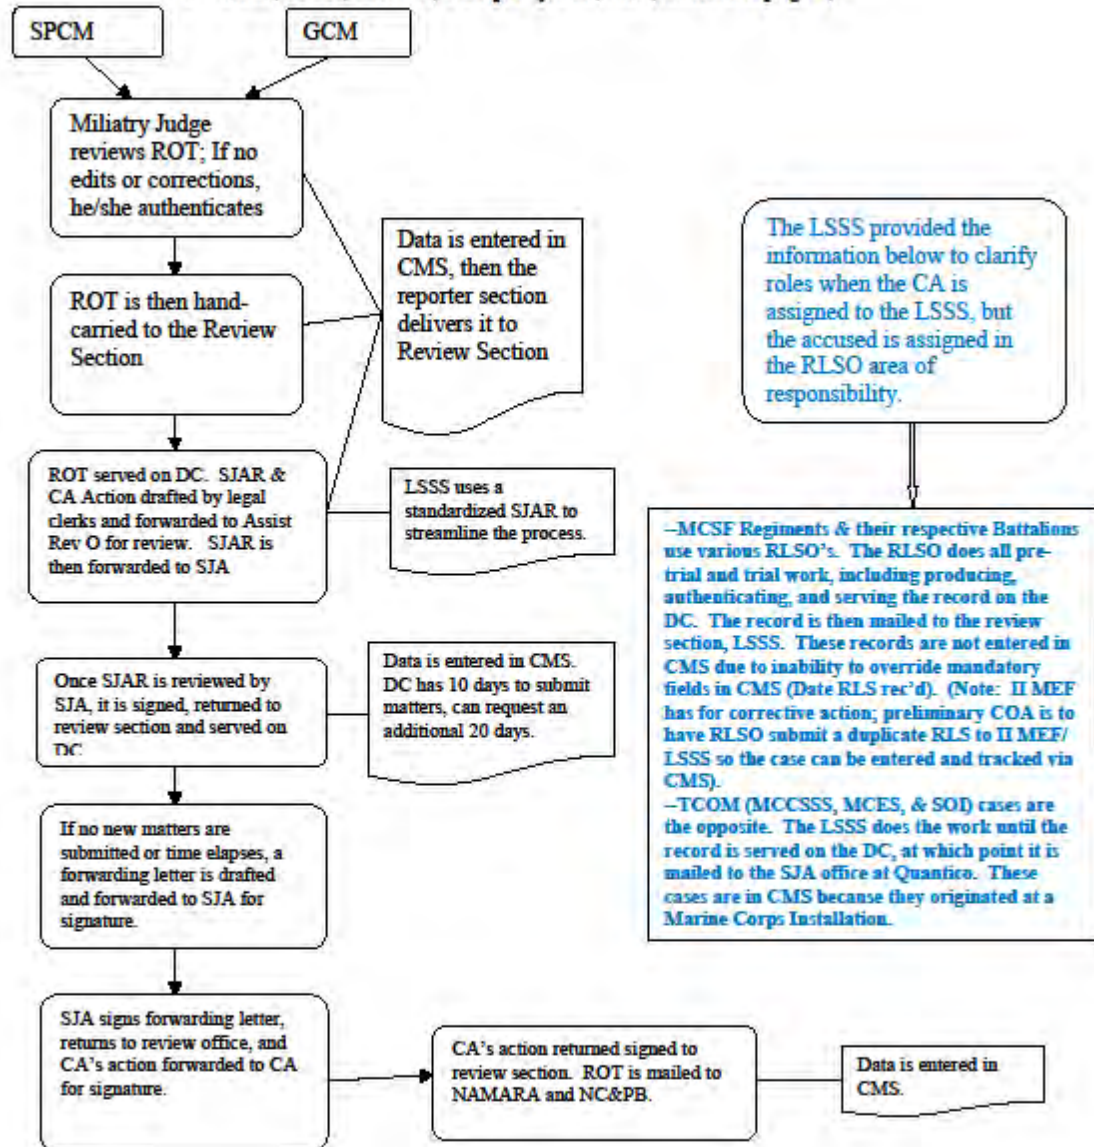 SPCM
GCM
Miliatry Judge
reviews ROT; If no
edits or corrections,
he/she authenticates
ROT is then hand-
carried to the Review
Section
Data is entered in
CMS, then the
reporter section
delivers it to
Review Section
The LSSS provided the
information below to clarify
roles when the CA is
assigned to the LSSS, but
the accused is assigned in
the RLSO area of
responsibility.
ROT served on DC. SJAR &
CA Action drafted by legal
clerks and forwarded to Assist
Rev O for review. SJAR is
then forwarded to SJA
LSSS uses a
standardized SJAR to
streamline the process.
--MCSF Regiments & their respective Battalions
use various RLSO's. The RLSO does all pre-
trial and trial work, including producing,
authenticating, and serving the record on the
DC. The record is then mailed to the review
section, LSSS. These records are not entered in
CMS due to inability to override mandatory
fields in CMS (Date RLS rec'd). (Note: II MEF
has for corrective action; preliminary COA is to
have RLSO submit a duplicate RLS to II MEF/
LSSS so the case can be entered and tracked via
CMS).
--TCOM (MCCSSS, MCES, & SOI) cases are
the opposite. The LSSS does the work until the
record is served on the DC, at which point it is
mailed to the SJA office at Quantico. These
cases are in CMS because they originated at a
Marine Corps Installation.
Once SJAR is reviewed by
SJA, it is signed, returned to
review section and served on
DC
Data is entered in CMS.
DC has 10 days to submit
matters, can request an
additional 20 days.
If no new matters are
submitted or time elapses, a
forwarding letter is drafted
and forwarded to SJA for
signature.
SJA signs forwarding letter,
returns to review office, and
CA's action forwarded to CA
for signature.
CA's action returned signed to
review section. ROT is mailed to
NAMARA and NC&PB.
Data is entered in
CMS.